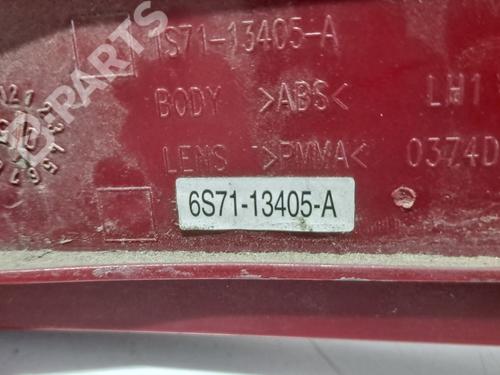 1S71-13405-A
BODY >ABS< LH1
LENS >PMMA< 0374D
6S71-13405-A
B-PARTS